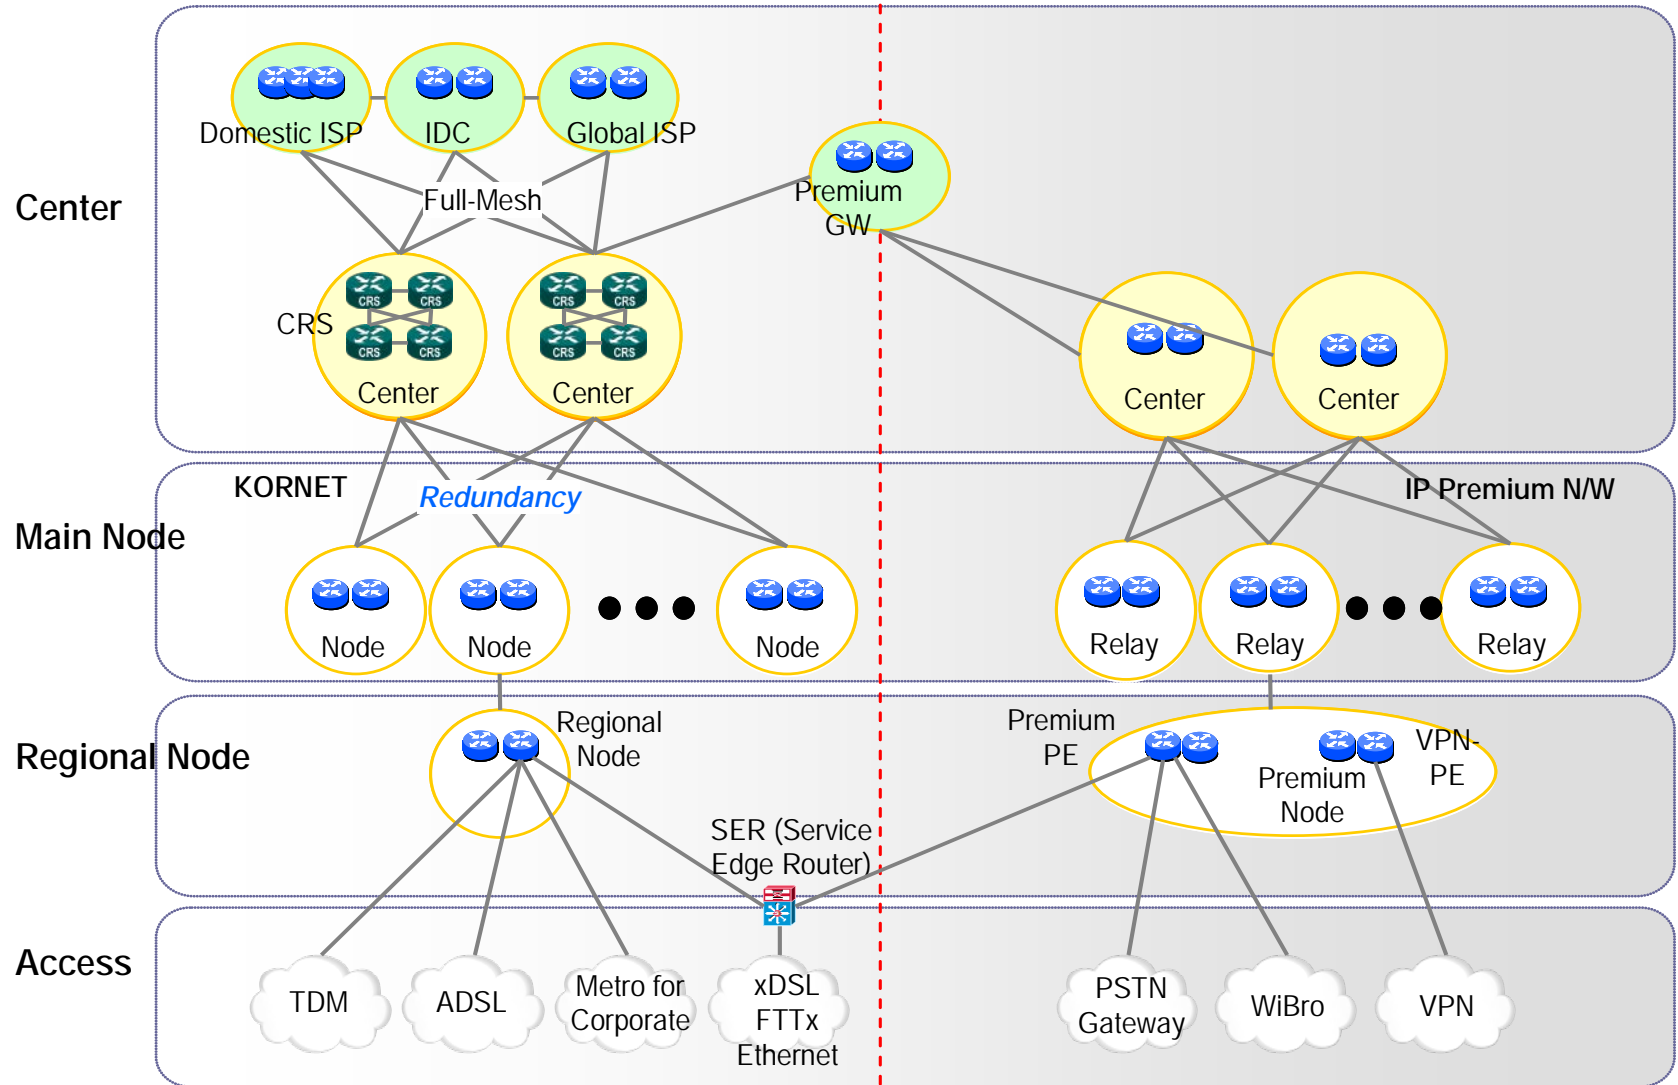 Domestic ISP
IDC
Global ISP
Full-Mesh
Premium
GW
Center
CRS
CRS
CRS
CRS
CRS
Center
CRS
CRS
CRS
CRS
Center
Center
Center
KORNET
Redundancy
IP Premium N/W
Main Node
Node
Node
Node
Relay
Relay
Relay
Regional Node
Regional
Node
Premium
PE
VPN-
PE
Premium
Node
SER (Service
Edge Router)
Access
TDM
ADSL
Metro for
Corporate
xDSL
FTTx
Ethernet
PSTN
Gateway
WiBro
VPN